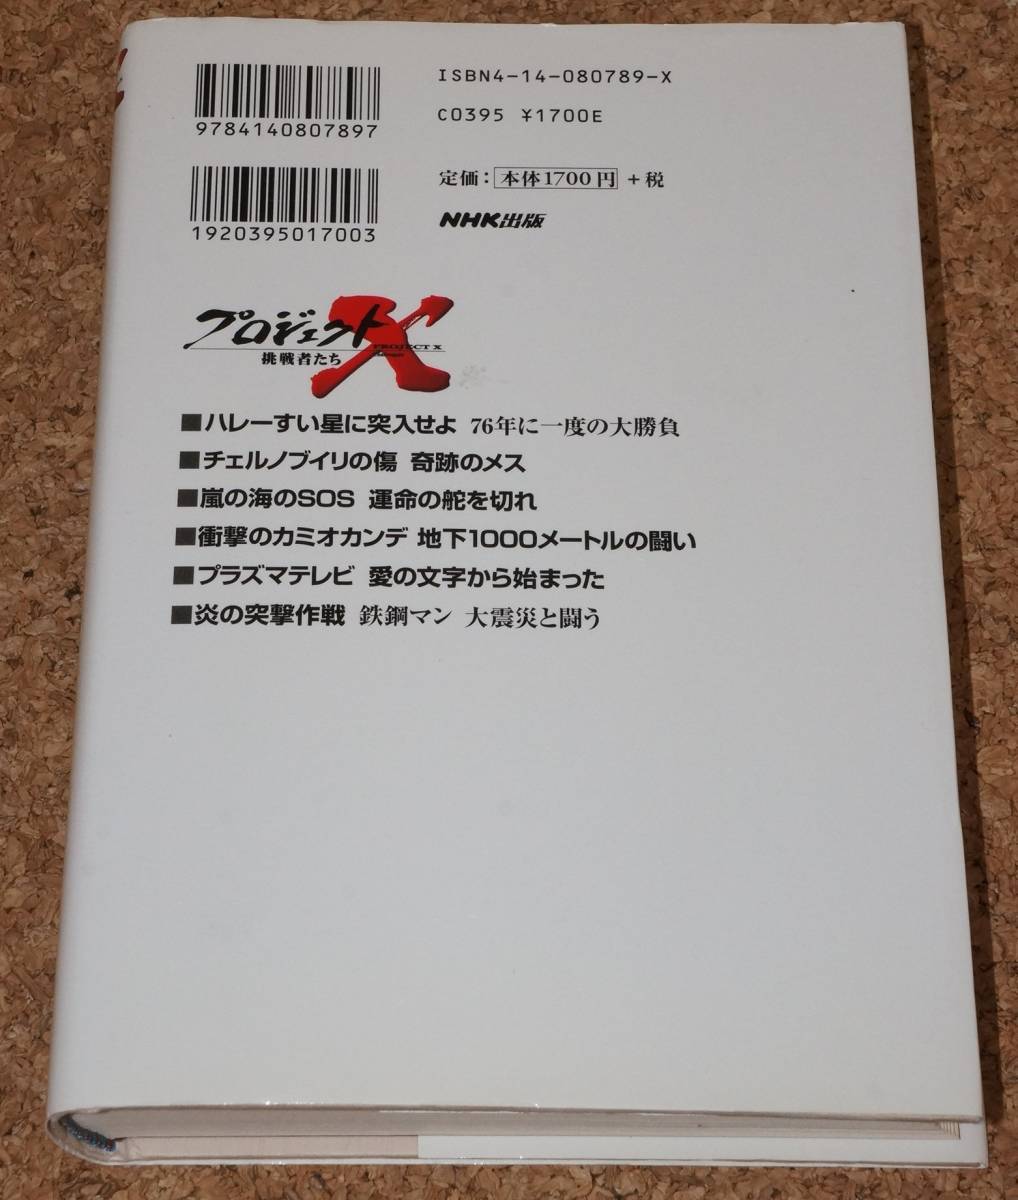 ISBN4-14-080789-X
9784140807897
C0395 ¥1700E
定価：本体1700円＋税
1920395017003
NHK出版
プロジェクトX
PROJECT X
挑戦者たち
■ハレーすい星に突入せよ 76年に一度の大勝負
■チェルノブイリの傷 奇跡のメス
■嵐の海のSOS 運命の舵を切れ
■衝撃のカミオカンデ 地下1000メートルの闘い
■プラズマテレビ 愛の文字から始まった
■炎の突撃作戦 鉄鋼マン 大震災と闘う